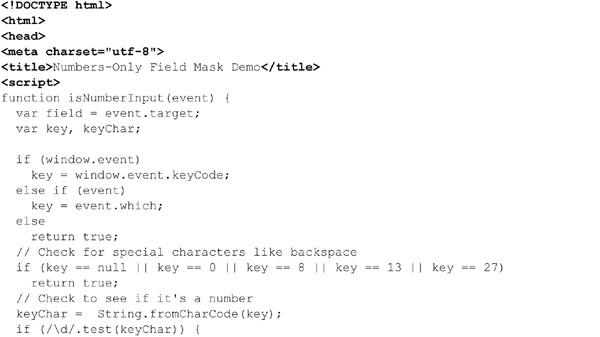 <!DOCTYPE html>
<html>
<head>
<meta charset="utf-8">
<title>Numbers-Only Field Mask Demo</title>
<script>
function isNumberInput(event) {
  var field = event.target;
  var key, keyChar;

  if (window.event)
    key = window.event.keyCode;
  else if (event)
    key = event.which;
  else
    return true;
  // Check for special characters like backspace
  if (key == null || key == 0 || key == 8 || key == 13 || key == 27)
    return true;
  // Check to see if it's a number
  keyChar =  String.fromCharCode(key);
  if (/\d/.test(keyChar)) {